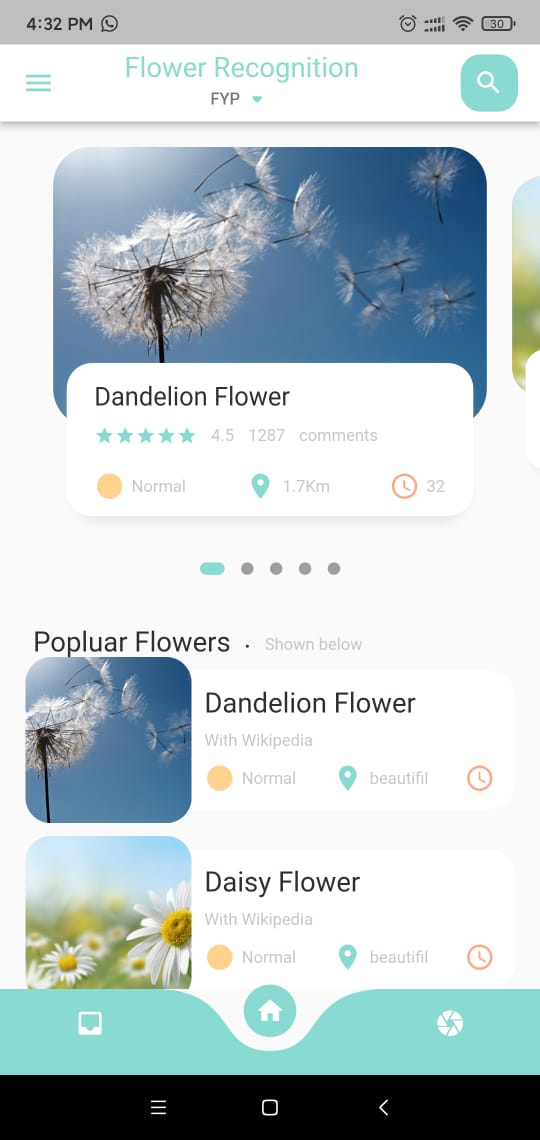 4:32 PM
30
Flower Recognition
FYP
Dandelion Flower
4.5 1287 comments
Normal 1.7Km 32
Popluar Flowers . Shown below
Dandelion Flower
With Wikipedia
Normal beautifil
Daisy Flower
With Wikipedia
Normal beautifil